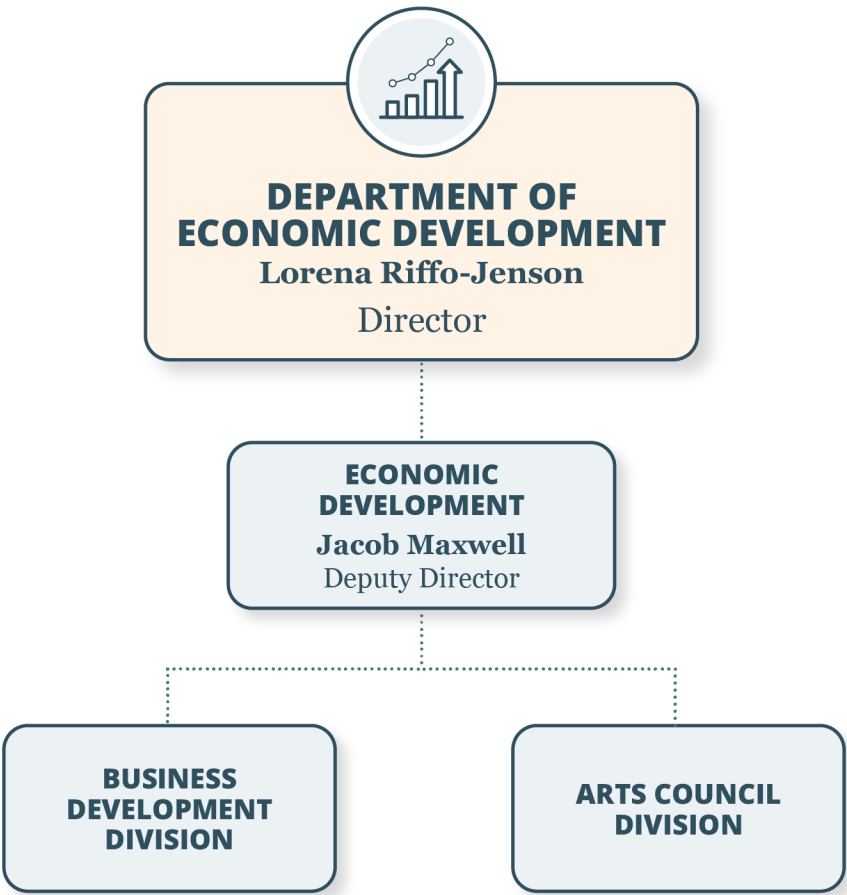 DEPARTMENT OF
ECONOMIC DEVELOPMENT
Lorena Riffo-Jenson
Director
ECONOMIC
DEVELOPMENT
Jacob Maxwell
Deputy Director
BUSINESS
DEVELOPMENT
DIVISION
ARTS COUNCIL
DIVISION